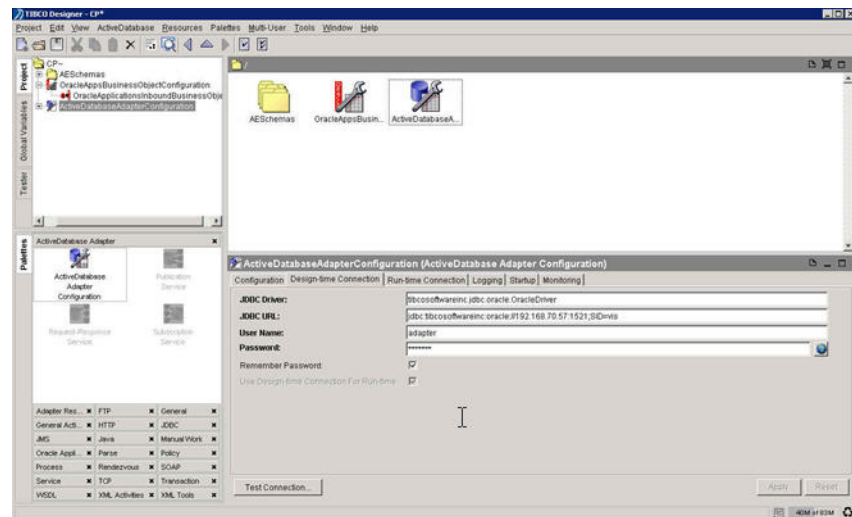 TIBCO Designer - CP*
Project Edit View ActiveDatabase Resources Palettes Multi-User Tools Window Help
Project
Global Variables
Tester
CP~
AESchemas
OracleAppsBusinessObjectConfiguration
OracleApplicationsInboundBusinessObje
ActiveDatabaseAdapterConfiguration
/
AESchemas
OracleAppsBusin...
ActiveDatabaseA...
Palettes
ActiveDatabase Adapter
ActiveDatabase Adapter Configuration
Publication Service
Request-Response Service
Subscription Service
Adapter Res... FTP General
General Acti... HTTP JDBC
JMS Java Manual Work
Oracle Appl... Parse Policy
Process Rendezvous SOAP
Service TCP Transaction
WSDL XML Activities XML Tools
ActiveDatabaseAdapterConfiguration (ActiveDatabase Adapter Configuration)
Configuration Design-time Connection Run-time Connection Logging Startup Monitoring
JDBC Driver: tibcosoftwareinc.jdbc.oracle.OracleDriver
JDBC URL: jdbc:tibcosoftwareinc:oracle://192.168.70.57:1521;SID=vis
User Name: adapter
Password: *******
Remember Password
Use Design-time Connection For Run-time
Test Connection...
Apply Reset
40M of 83M